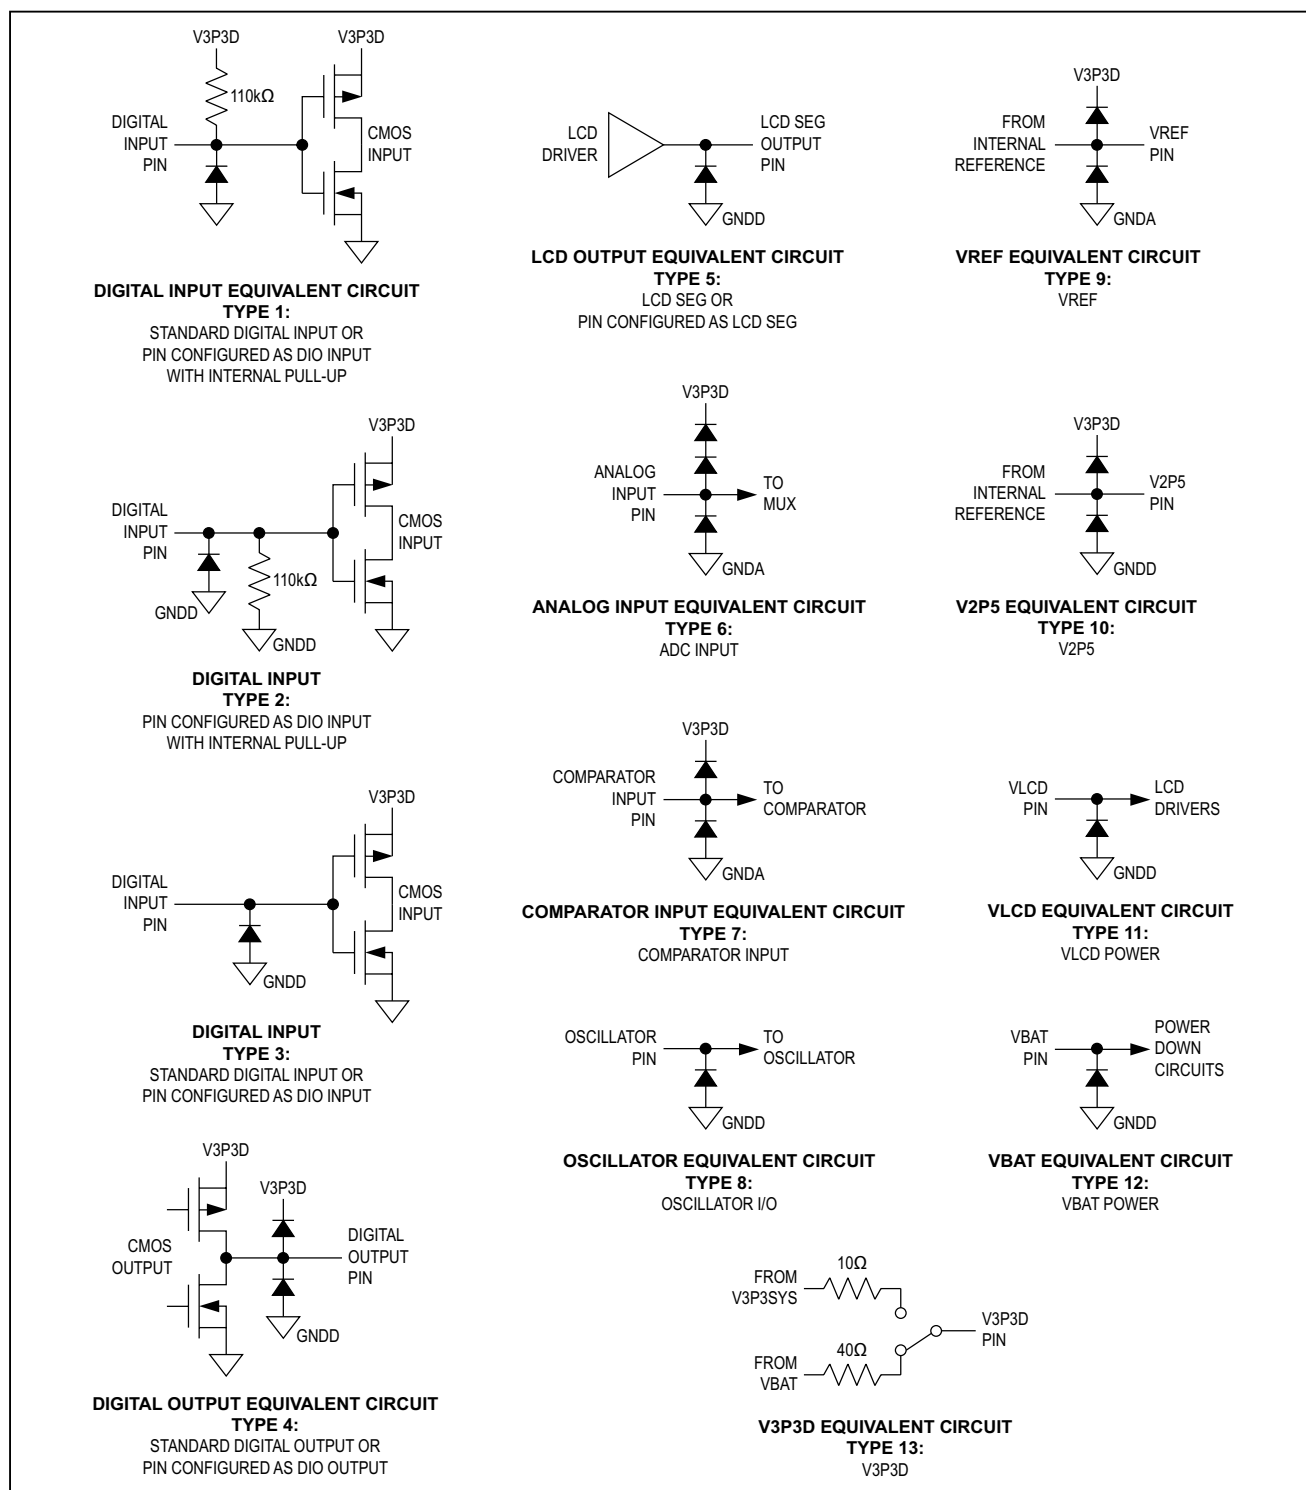 V3P3D
V3P3D
110kΩ
DIGITAL
INPUT
PIN
CMOS
INPUT
DIGITAL INPUT EQUIVALENT CIRCUIT
TYPE 1:
STANDARD DIGITAL INPUT OR
PIN CONFIGURED AS DIO INPUT
WITH INTERNAL PULL-UP
V3P3D
DIGITAL
INPUT
PIN
CMOS
INPUT
110kΩ
GNDD
GNDD
DIGITAL INPUT
TYPE 2:
PIN CONFIGURED AS DIO INPUT
WITH INTERNAL PULL-UP
V3P3D
DIGITAL
INPUT
PIN
CMOS
INPUT
GNDD
DIGITAL INPUT
TYPE 3:
STANDARD DIGITAL INPUT OR
PIN CONFIGURED AS DIO INPUT
V3P3D
V3P3D
CMOS
OUTPUT
DIGITAL
OUTPUT
PIN
GNDD
DIGITAL OUTPUT EQUIVALENT CIRCUIT
TYPE 4:
STANDARD DIGITAL OUTPUT OR
PIN CONFIGURED AS DIO OUTPUT
LCD
DRIVER
LCD SEG
OUTPUT
PIN
GNDD
LCD OUTPUT EQUIVALENT CIRCUIT
TYPE 5:
LCD SEG OR
PIN CONFIGURED AS LCD SEG
V3P3D
ANALOG
INPUT
PIN
TO
MUX
GNDA
ANALOG INPUT EQUIVALENT CIRCUIT
TYPE 6:
ADC INPUT
V3P3D
COMPARATOR
INPUT
PIN
TO
COMPARATOR
GNDA
COMPARATOR INPUT EQUIVALENT CIRCUIT
TYPE 7:
COMPARATOR INPUT
OSCILLATOR
PIN
TO
OSCILLATOR
GNDD
OSCILLATOR EQUIVALENT CIRCUIT
TYPE 8:
OSCILLATOR I/O
V3P3D
FROM
INTERNAL
REFERENCE
VREF
PIN
GNDA
VREF EQUIVALENT CIRCUIT
TYPE 9:
VREF
V3P3D
FROM
INTERNAL
REFERENCE
V2P5
PIN
GNDD
V2P5 EQUIVALENT CIRCUIT
TYPE 10:
V2P5
VLCD
PIN
LCD
DRIVERS
GNDD
VLCD EQUIVALENT CIRCUIT
TYPE 11:
VLCD POWER
VBAT
PIN
POWER
DOWN
CIRCUITS
GNDD
VBAT EQUIVALENT CIRCUIT
TYPE 12:
VBAT POWER
10Ω
FROM
V3P3SYS
V3P3D
PIN
40Ω
FROM
VBAT
V3P3D EQUIVALENT CIRCUIT
TYPE 13:
V3P3D